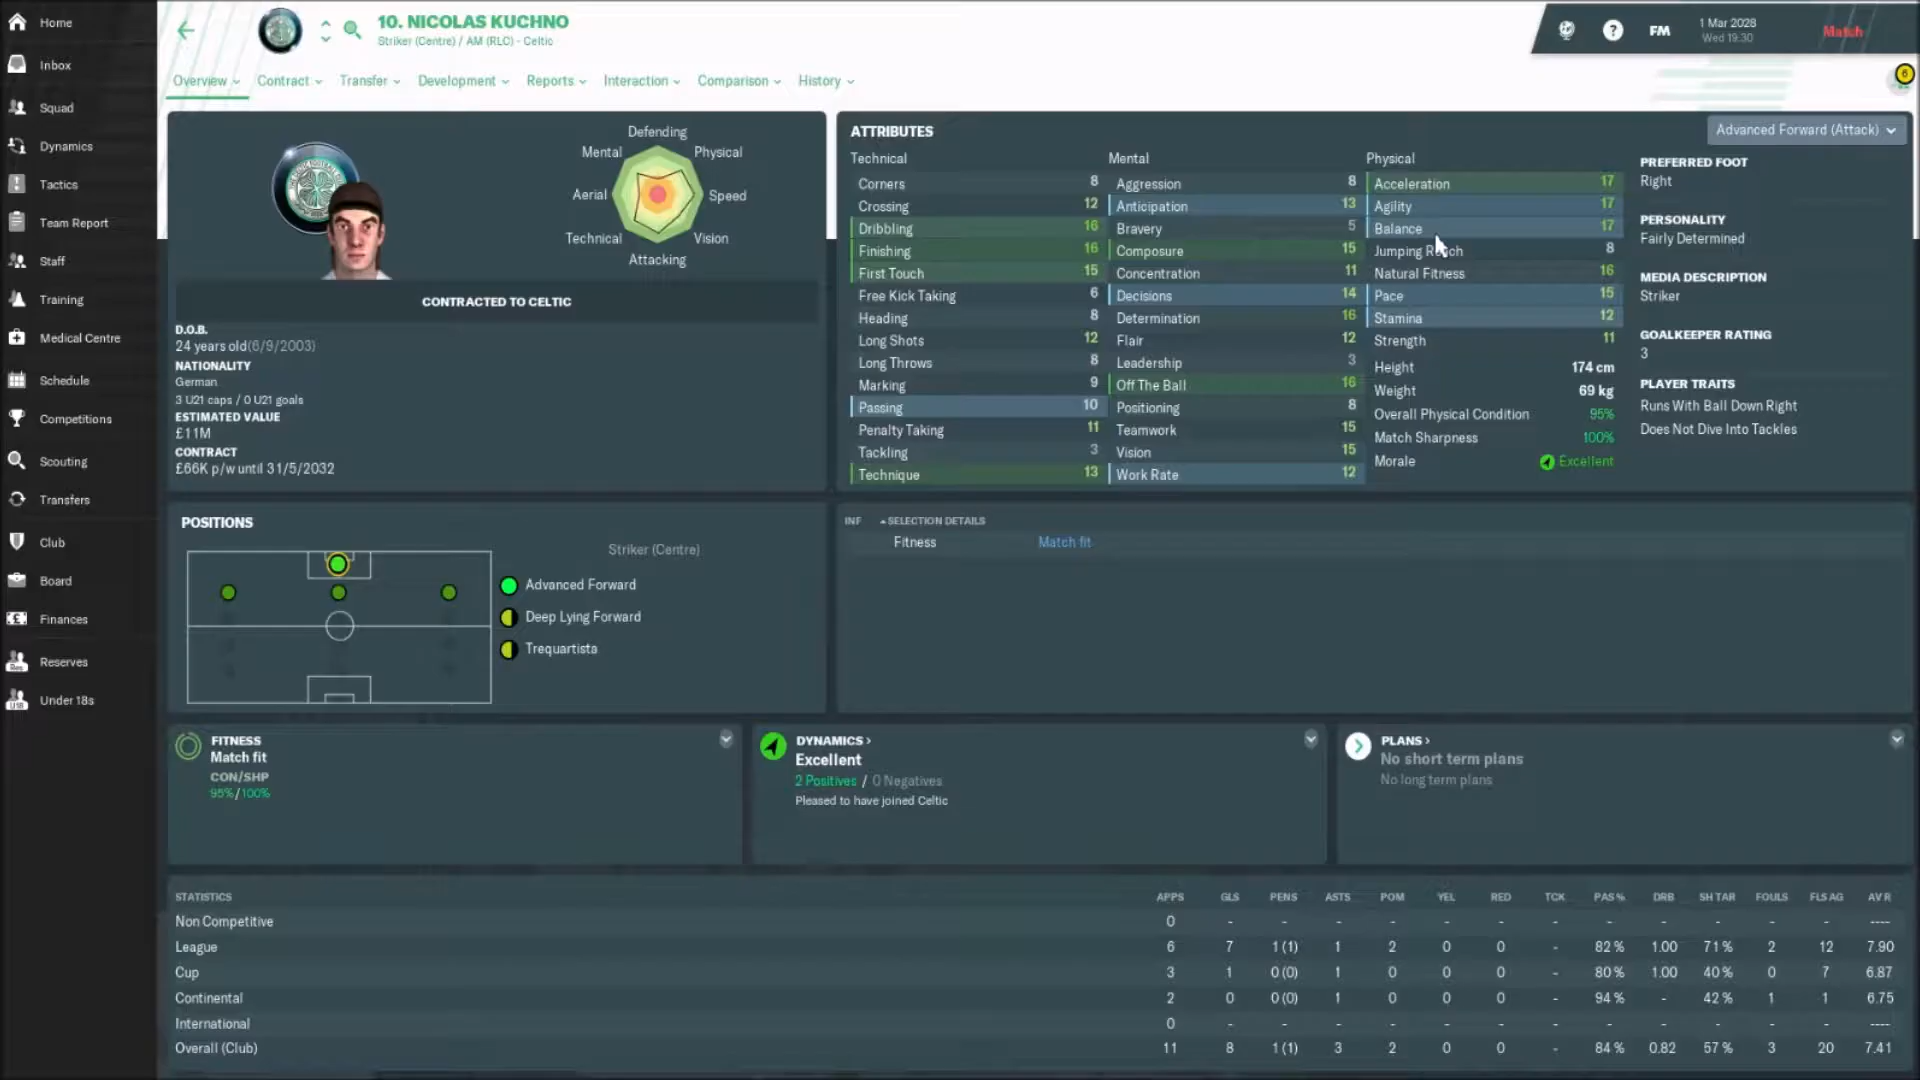 Home
Inbox
Squad
Dynamics
Tactics
Team Report
Staff
Training
Medical Centre
Schedule
Competitions
Scouting
Transfers
Club
Board
Finances
Reserves
Under 18s
10. NICOLAS KUCHNO
Striker (Centre) / AM (RLC) - Celtic
FM
1 Mar 2028
Wed 19:30
Match
6
Overview
Contract
Transfer
Development
Reports
Interaction
Comparison
History
Defending
Physical
Speed
Vision
Attacking
Technical
Aerial
Mental
CONTRACTED TO CELTIC
D.O.B.
24 years old(6/9/2003)
NATIONALITY
German
3 U21 caps / 0 U21 goals
ESTIMATED VALUE
£11M
CONTRACT
£66K p/w until 31/5/2032
ATTRIBUTES
Advanced Forward (Attack)
Technical
Corners 8
Crossing 12
Dribbling 16
Finishing 16
First Touch 15
Free Kick Taking 6
Heading 8
Long Shots 12
Long Throws 8
Marking 9
Passing 10
Penalty Taking 11
Tackling 3
Technique 13
Mental
Aggression 8
Anticipation 13
Bravery 5
Composure 15
Concentration 11
Decisions 14
Determination 16
Flair 12
Leadership 3
Off The Ball 16
Positioning 8
Teamwork 15
Vision 15
Work Rate 12
Physical
Acceleration 17
Agility 17
Balance 17
Jumping Reach 8
Natural Fitness 16
Pace 15
Stamina 12
Strength 11
Height 174 cm
Weight 69 kg
Overall Physical Condition 95%
Match Sharpness 100%
Morale Excellent
PREFERRED FOOT
Right
PERSONALITY
Fairly Determined
MEDIA DESCRIPTION
Striker
GOALKEEPER RATING
3
PLAYER TRAITS
Runs With Ball Down Right
Does Not Dive Into Tackles
POSITIONS
Striker (Centre)
Advanced Forward
Deep Lying Forward
Trequartista
INF SELECTION DETAILS
Fitness Match fit
FITNESS
Match fit
CON/SHP
95%/100%
DYNAMICS >
Excellent
2 Positives / 0 Negatives
Pleased to have joined Celtic
PLANS >
No short term plans
No long term plans
STATISTICS APPS GLS PENS ASTS POM YEL RED TCK PAS % DRB SH TAR FOULS FLS AG AV R
Non Competitive 0 - - - - - - - - - - - - ----
League 6 7 1 (1) 1 2 0 0 - 82 % 1.00 71 % 2 12 7.90
Cup 3 1 0 (0) 1 0 0 0 - 80 % 1.00 40 % 0 7 6.87
Continental 2 0 0 (0) 1 0 0 0 - 94 % - 42 % 1 1 6.75
International 0 - - - - - - - - - - - - ----
Overall (Club) 11 8 1 (1) 3 2 0 0 - 84 % 0.82 57 % 3 20 7.41